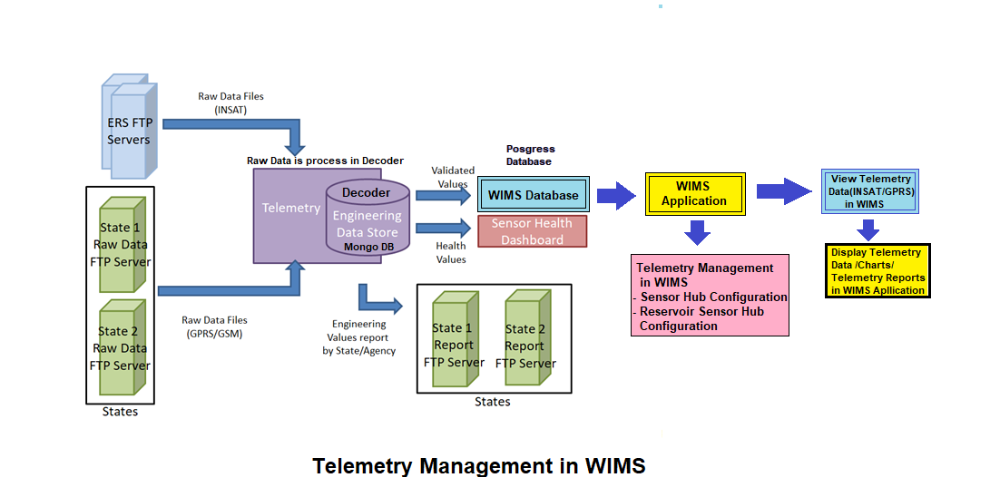 Raw Data Files
(INSAT)
ERS FTP
Servers
Raw Data is process in Decoder
Telemetry
Decoder
Engineering
Data Store
Mongo DB
State 1
Raw Data
FTP Server
State 2
Raw Data
FTP Server
States
Raw Data Files
(GPRS/GSM)
Validated
Values
Health
Values
Posgress
Database
WIMS Database
Sensor Health
Dashboard
Engineering
Values report
by State/Agency
State 1
Report
FTP Server
State 2
Report
FTP Server
States
WIMS
Application
Telemetry Management
in WIMS
- Sensor Hub Configuration
- Reservoir Sensor Hub
Configuration
View Telemetry
Data(INSAT/GPRS)
in WIMS
Display Telemetry
Data /Charts/
Telemetry Reports
in WIMS Apllication
Telemetry Management in WIMS